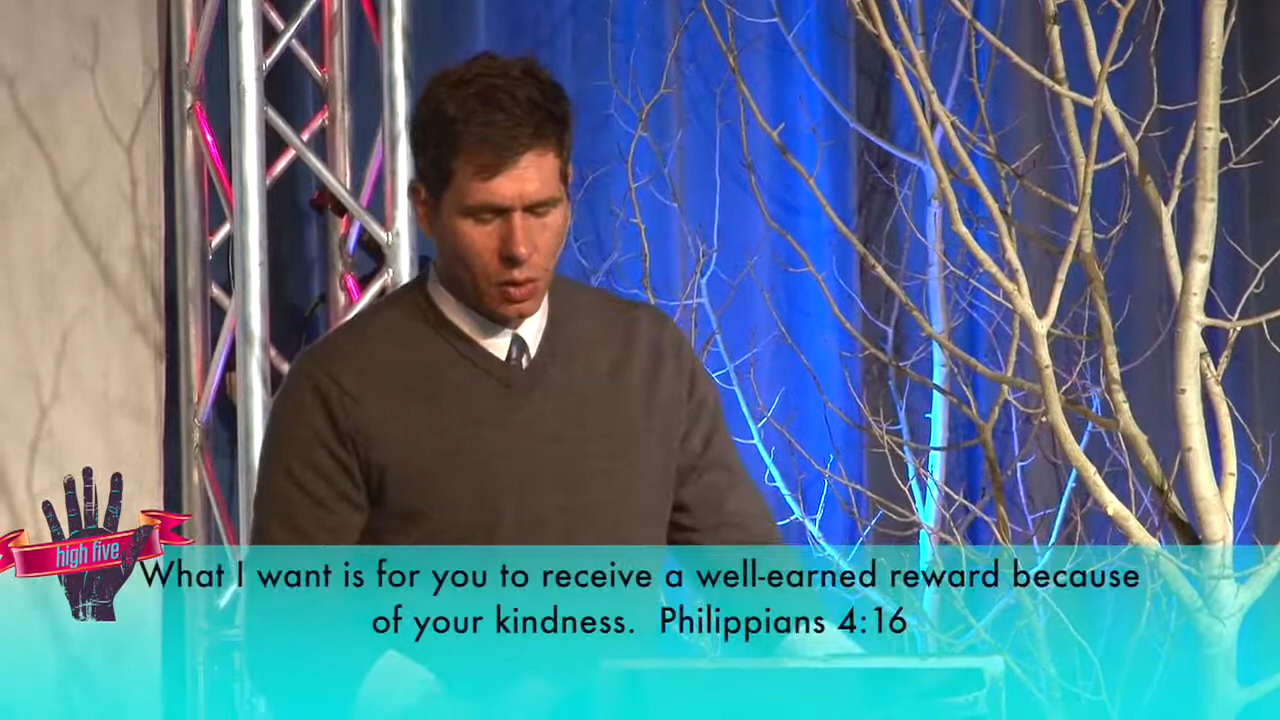 high five
What I want is for you to receive a well-earned reward because
of your kindness.  Philippians 4:16